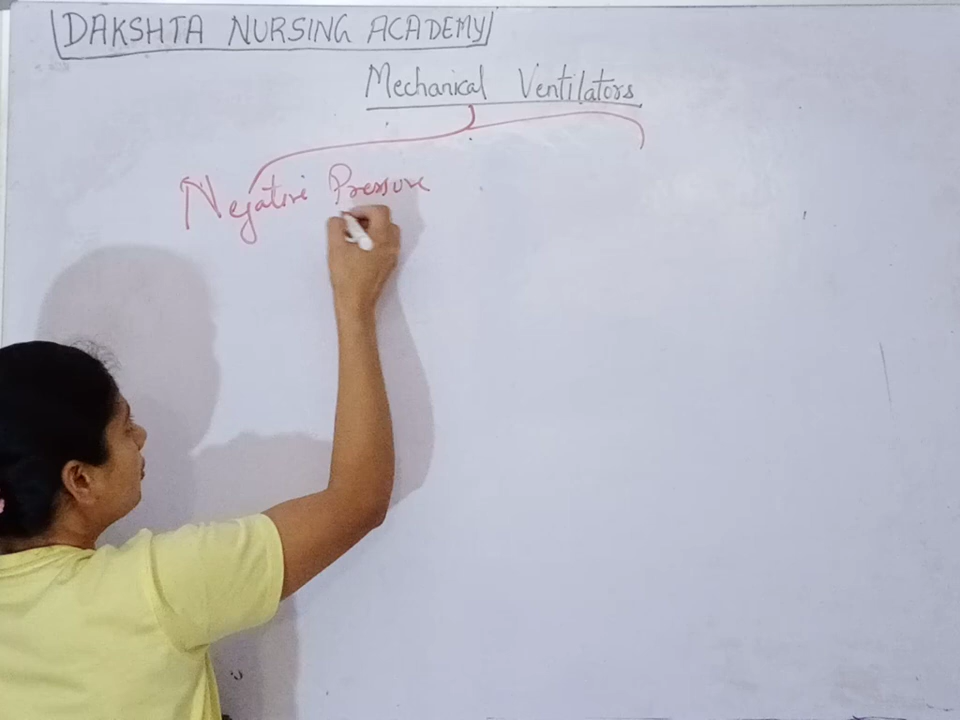 DAKSHTA NURSING ACADEMY
Mechanical Ventilators
Negative Pressure